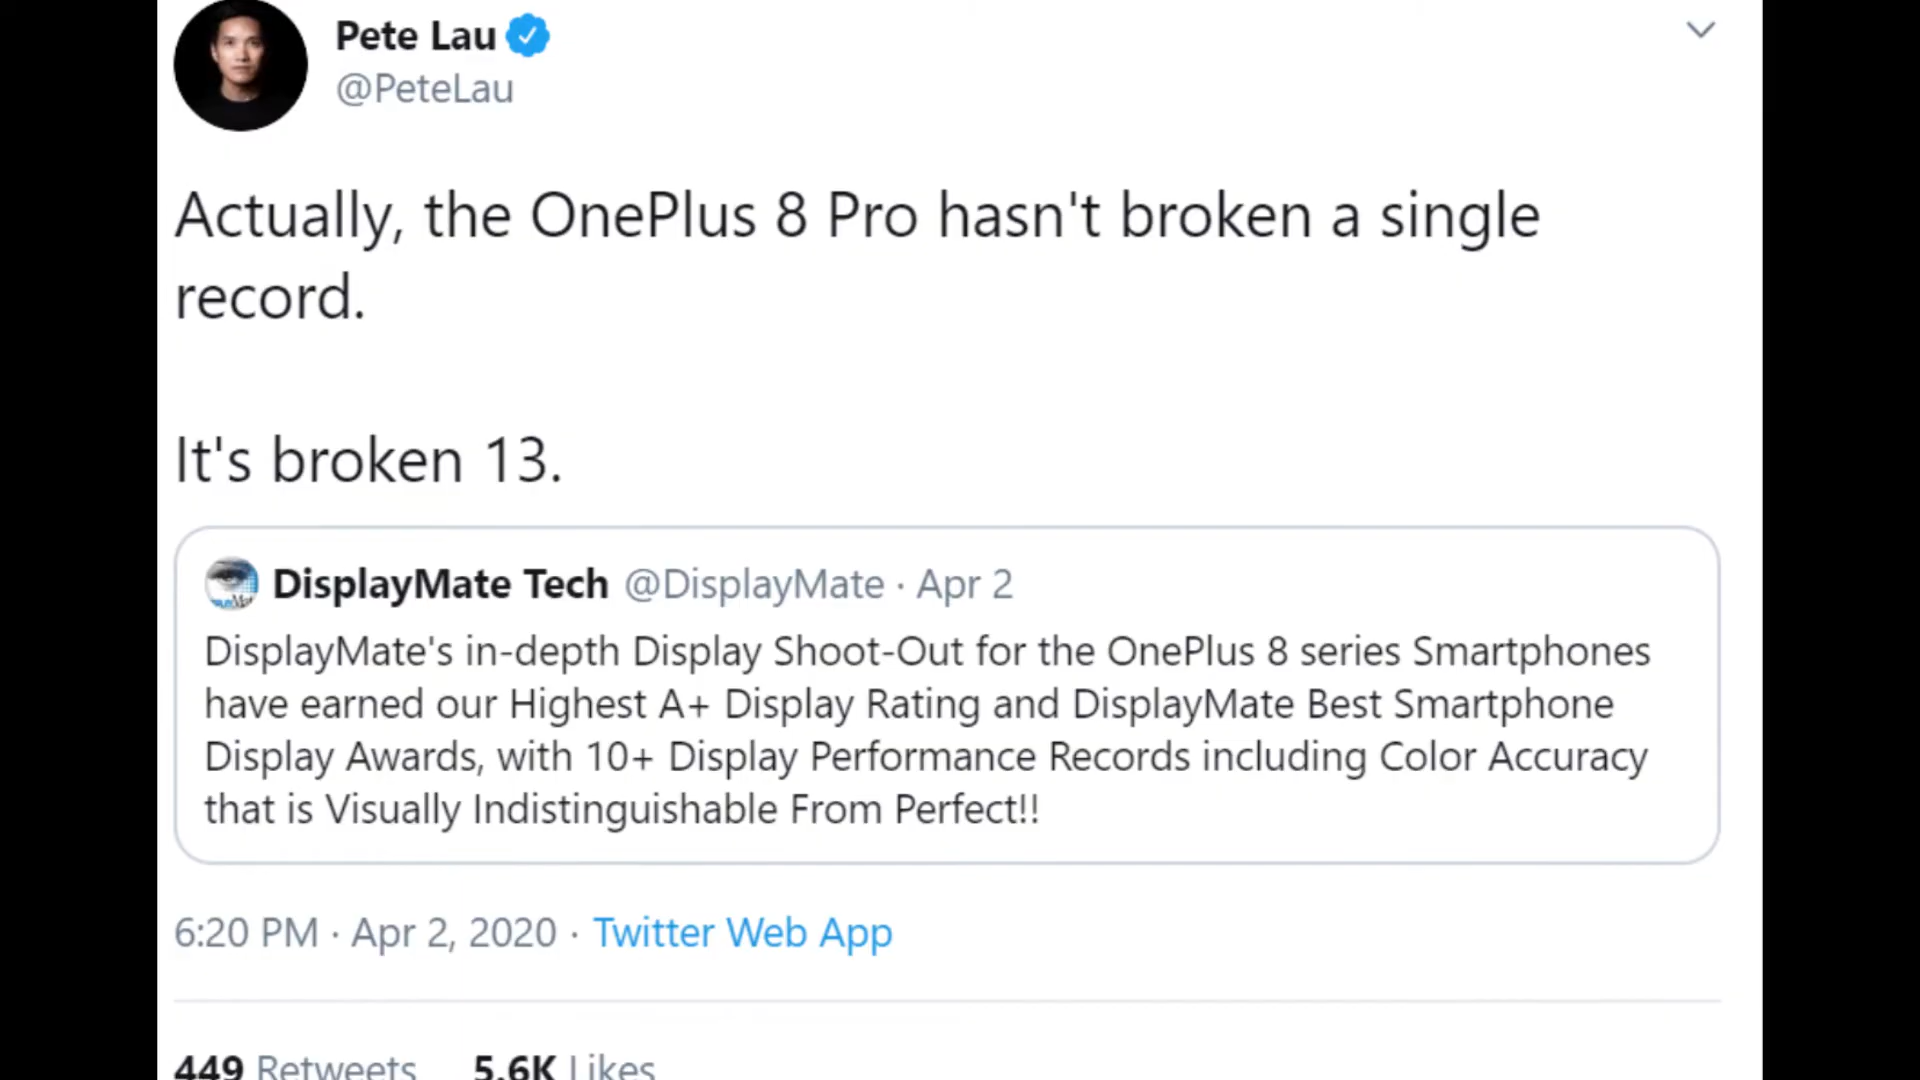 Pete Lau
@PeteLau
Actually, the OnePlus 8 Pro hasn't broken a single
record.
It's broken 13.
DisplayMate Tech @DisplayMate · Apr 2
DisplayMate's in-depth Display Shoot-Out for the OnePlus 8 series Smartphones
have earned our Highest A+ Display Rating and DisplayMate Best Smartphone
Display Awards, with 10+ Display Performance Records including Color Accuracy
that is Visually Indistinguishable From Perfect!!
6:20 PM · Apr 2, 2020 · Twitter Web App
449 Retweets 5.6K Likes